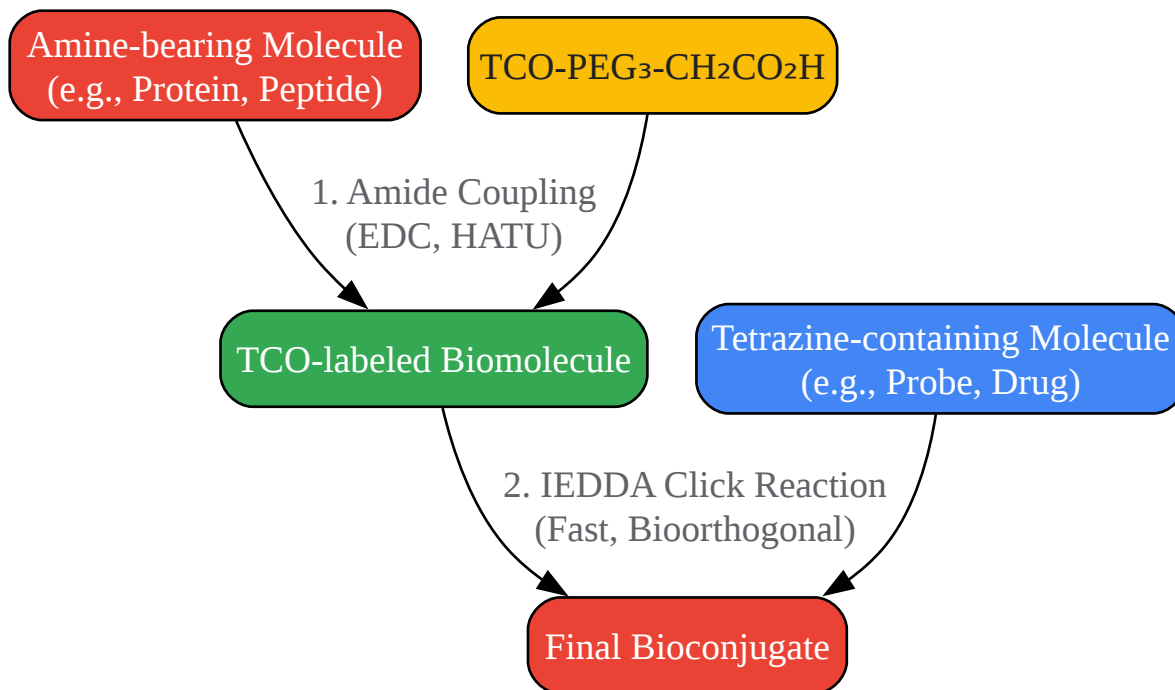 Amine-bearing Molecule
(e.g., Protein, Peptide)
TCO-PEG₃-CH₂CO₂H
1. Amide Coupling
(EDC, HATU)
TCO-labeled Biomolecule
Tetrazine-containing Molecule
(e.g., Probe, Drug)
2. IEDDA Click Reaction
(Fast, Bioorthogonal)
Final Bioconjugate